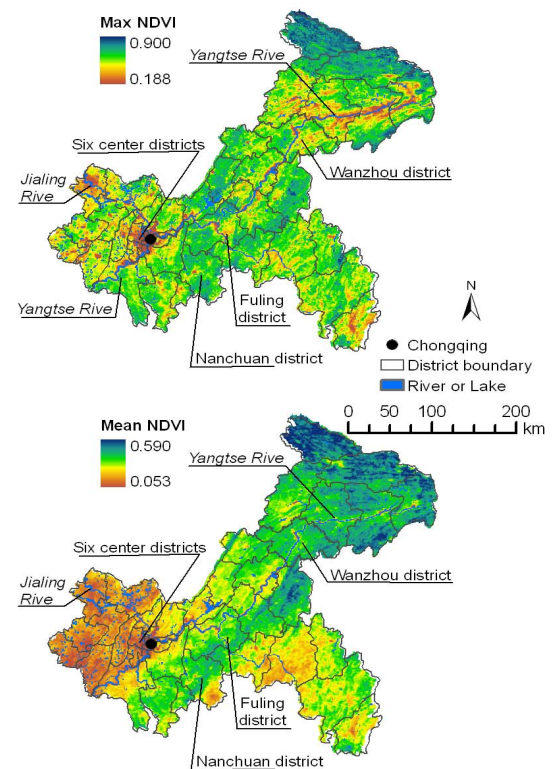 Max NDVI
0.900
0.188
Yangtse Rive
Six center districts
Jialing
Rive
Wanzhou district
Yangtse Rive
Fuling
district
Nanchuan district
N
Chongqing
District boundary
River or Lake
0 50 100 200
km
Mean NDVI
0.590
0.053
Yangtse Rive
Six center districts
Jialing
Rive
Wanzhou district
Fuling
district
Nanchuan district